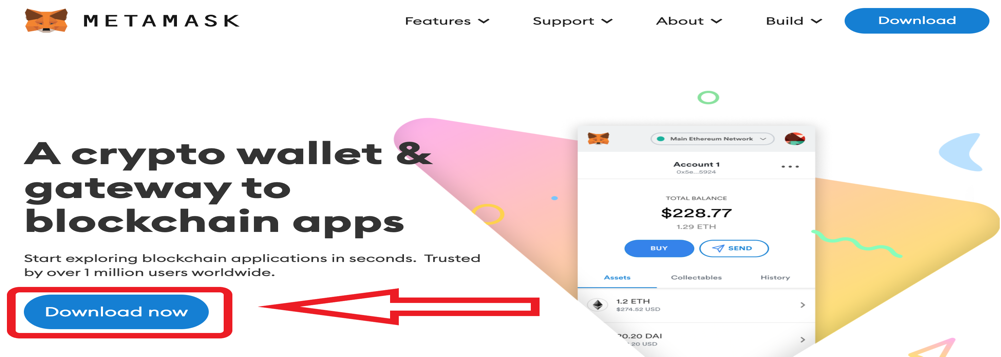 METAMASK
Features
Support
About
Build
Download
A crypto wallet &
gateway to
blockchain apps
Start exploring blockchain applications in seconds. Trusted
by over 1 million users worldwide.
Download now
Main Ethereum Network
Account 1
0x5e...5924
TOTAL BALANCE
$228.77
1.29 ETH
BUY
SEND
Assets
Collectables
History
1.2 ETH
$274.52 USD
20.20 DAI
.20 USD